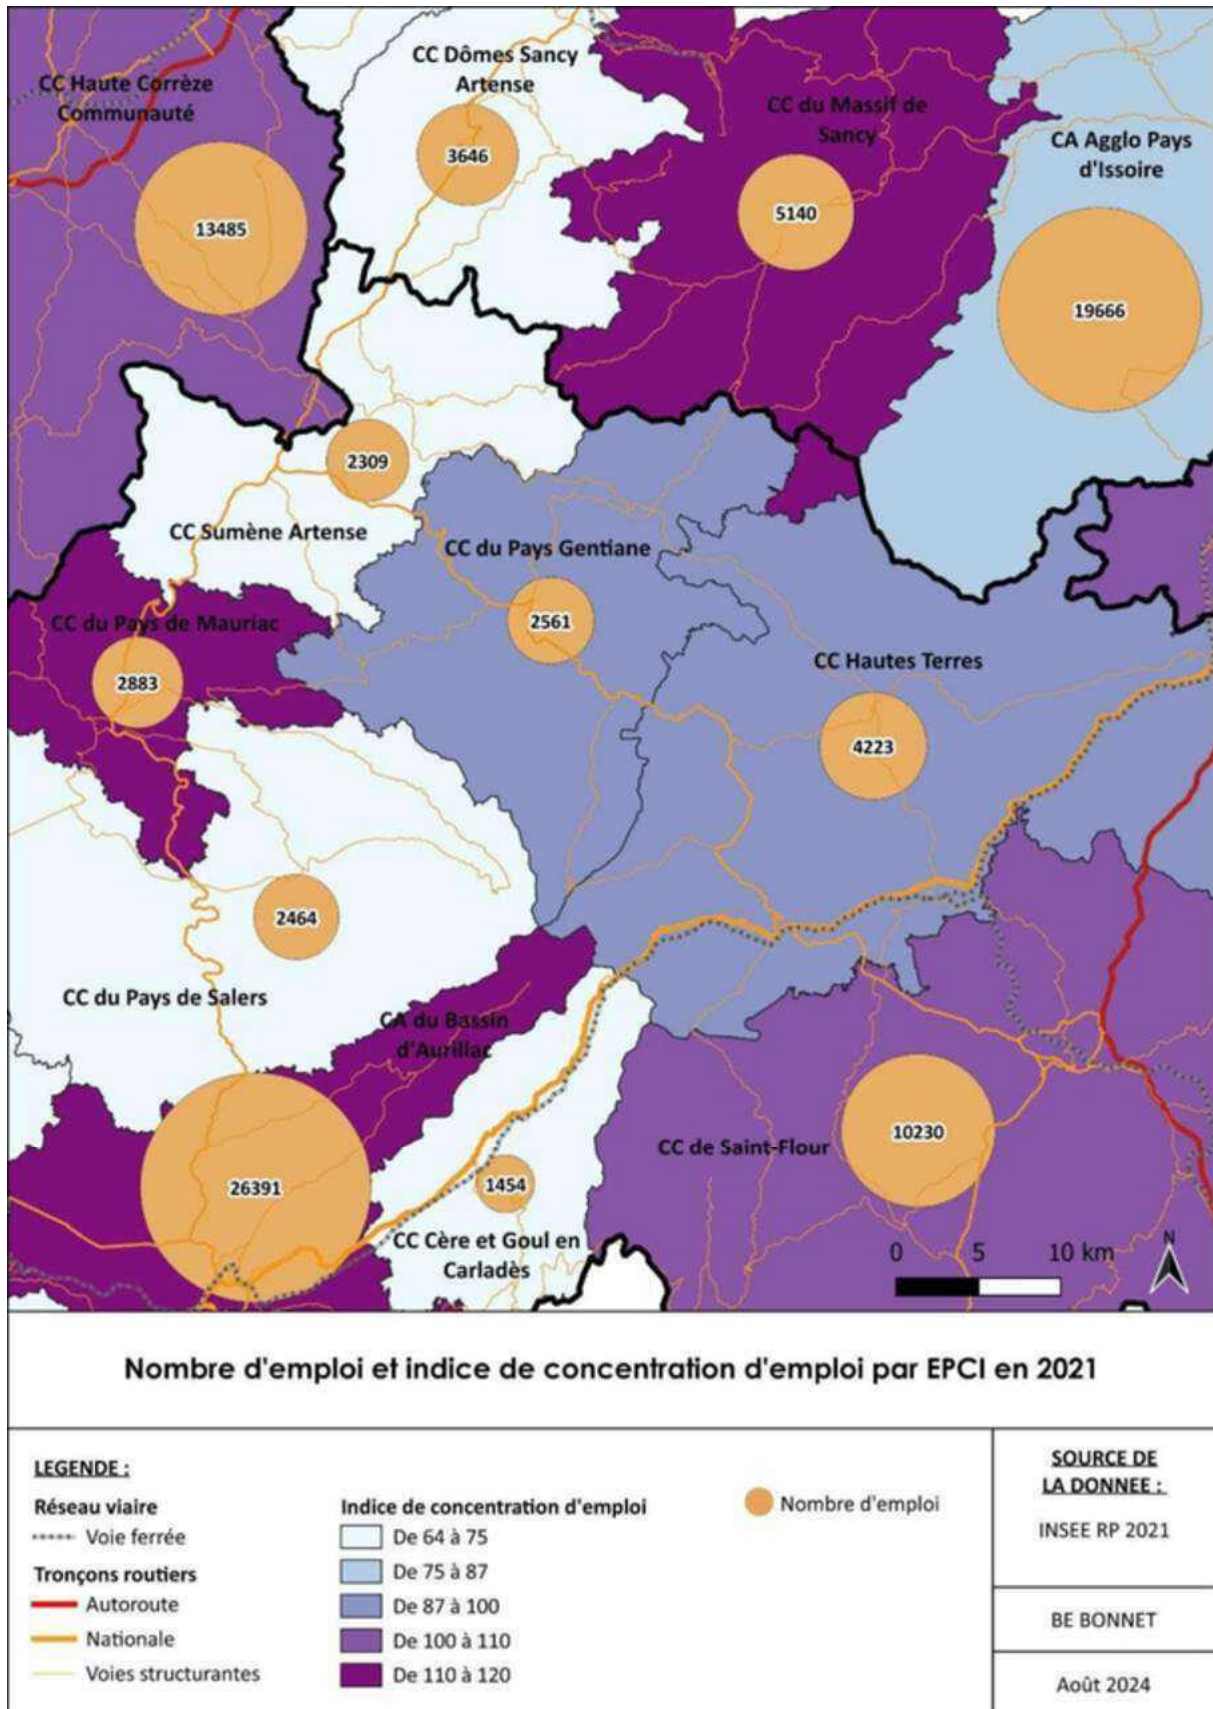 CC Haute Corrèze
Communauté
CC Dômes Sancy
Artense
CC du Massif de
Sancy
CA Agglo Pays
d'Issoire
3646
13485
5140
19666
2309
CC Sumène Artense
CC du Pays Gentiane
CC du Pays de Mauriac
2561
CC Hautes Terres
2883
4223
2464
CC du Pays de Salers
CA du Bassin
d'Aurillac
CC de Saint-Flour
10230
26391
1454
CC Cère et Goul en
Carladès
0 5 10 km
N
Nombre d'emploi et indice de concentration d'emploi par EPCI en 2021
LEGENDE :
Réseau viaire
Voie ferrée
Tronçons routiers
Autoroute
Nationale
Voies structurantes
Indice de concentration d'emploi
De 64 à 75
De 75 à 87
De 87 à 100
De 100 à 110
De 110 à 120
Nombre d'emploi
SOURCE DE
LA DONNEE :
INSEE RP 2021
BE BONNET
Août 2024